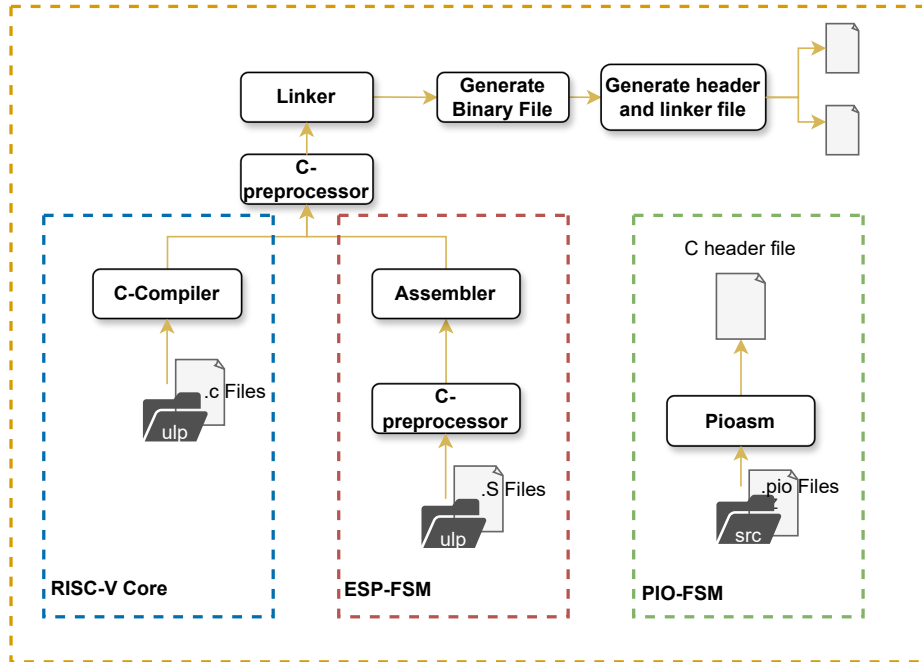 Linker
Generate
Binary File
Generate header
and linker file
C-
preprocessor
C-Compiler
.c Files
ulp
RISC-V Core
Assembler
C-
preprocessor
.S Files
ulp
ESP-FSM
C header file
Pioasm
.pio Files
src
PIO-FSM